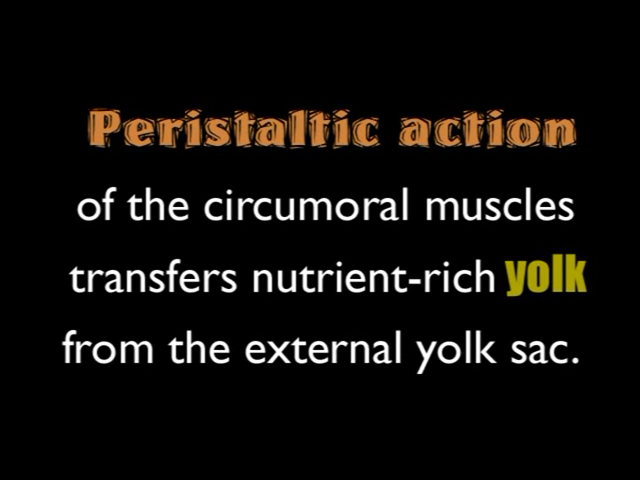 Peristaltic action
of the circumoral muscles
transfers nutrient-rich yolk
from the external yolk sac.